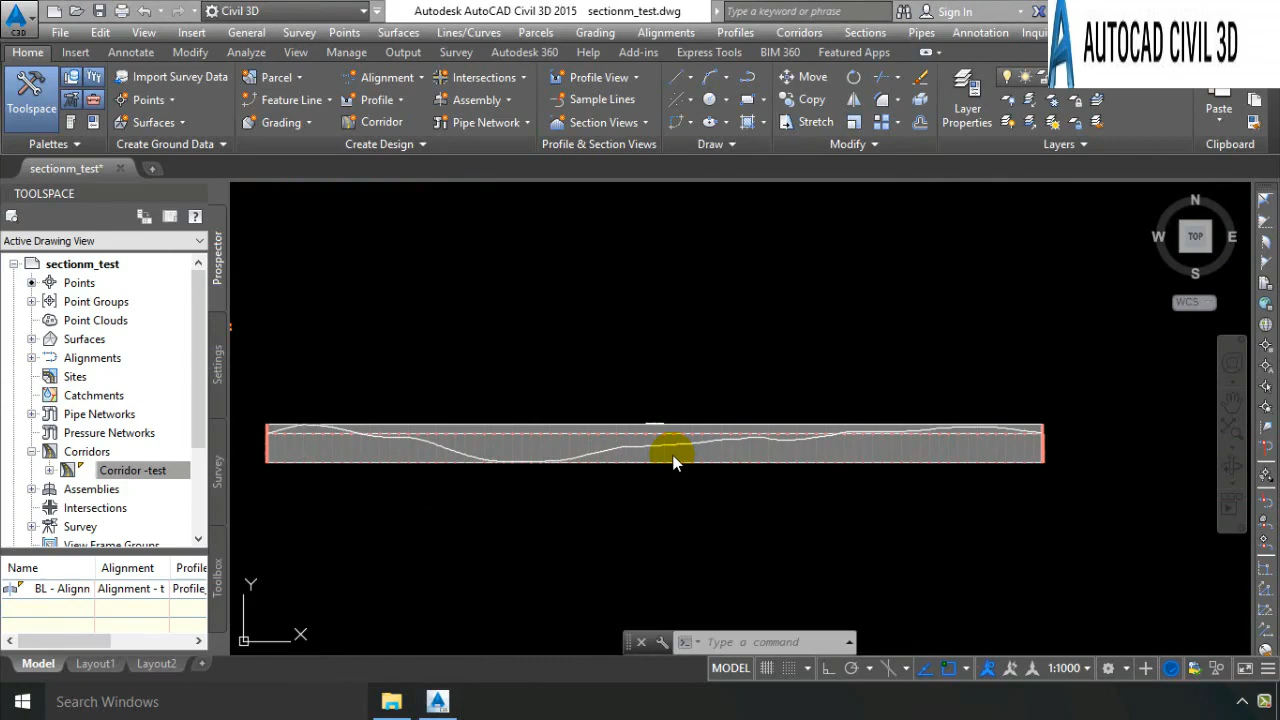 Civil 3D
Autodesk AutoCAD Civil 3D 2015 sectionm_test.dwg
Type a keyword or phrase
Sign In
C3D
File Edit View Insert General Survey Points Surfaces Lines/Curves Parcels Grading Alignments Profiles Corridors Sections Pipes Annotation Inqui
AUTOCAD CIVIL 3D
Home Insert Annotate Modify Analyze View Manage Output Survey Autodesk 360 Help Add-ins Express Tools BIM 360 Featured Apps
Toolspace
Import Survey Data
Points
Surfaces
Parcel
Feature Line
Grading
Alignment
Profile
Corridor
Intersections
Assembly
Pipe Network
Profile View
Sample Lines
Section Views
Move
Copy
Stretch
Layer
Properties
Paste
Palettes Create Ground Data Create Design Profile & Section Views Draw Modify Layers Clipboard
sectionm_test*
TOOLSPACE
Active Drawing View
sectionm_test
Points
Point Groups
Point Clouds
Surfaces
Alignments
Sites
Catchments
Pipe Networks
Pressure Networks
Corridors
Corridor -test
Assemblies
Intersections
Survey
View Frame Groups
Prospector
Settings
Survey
Toolbox
Name Alignment Profile
BL - Alignn Alignment - t Profile_
N
W TOP E
S
WCS
Y
X
Type a command
Model Layout1 Layout2
MODEL 1:1000
Search Windows